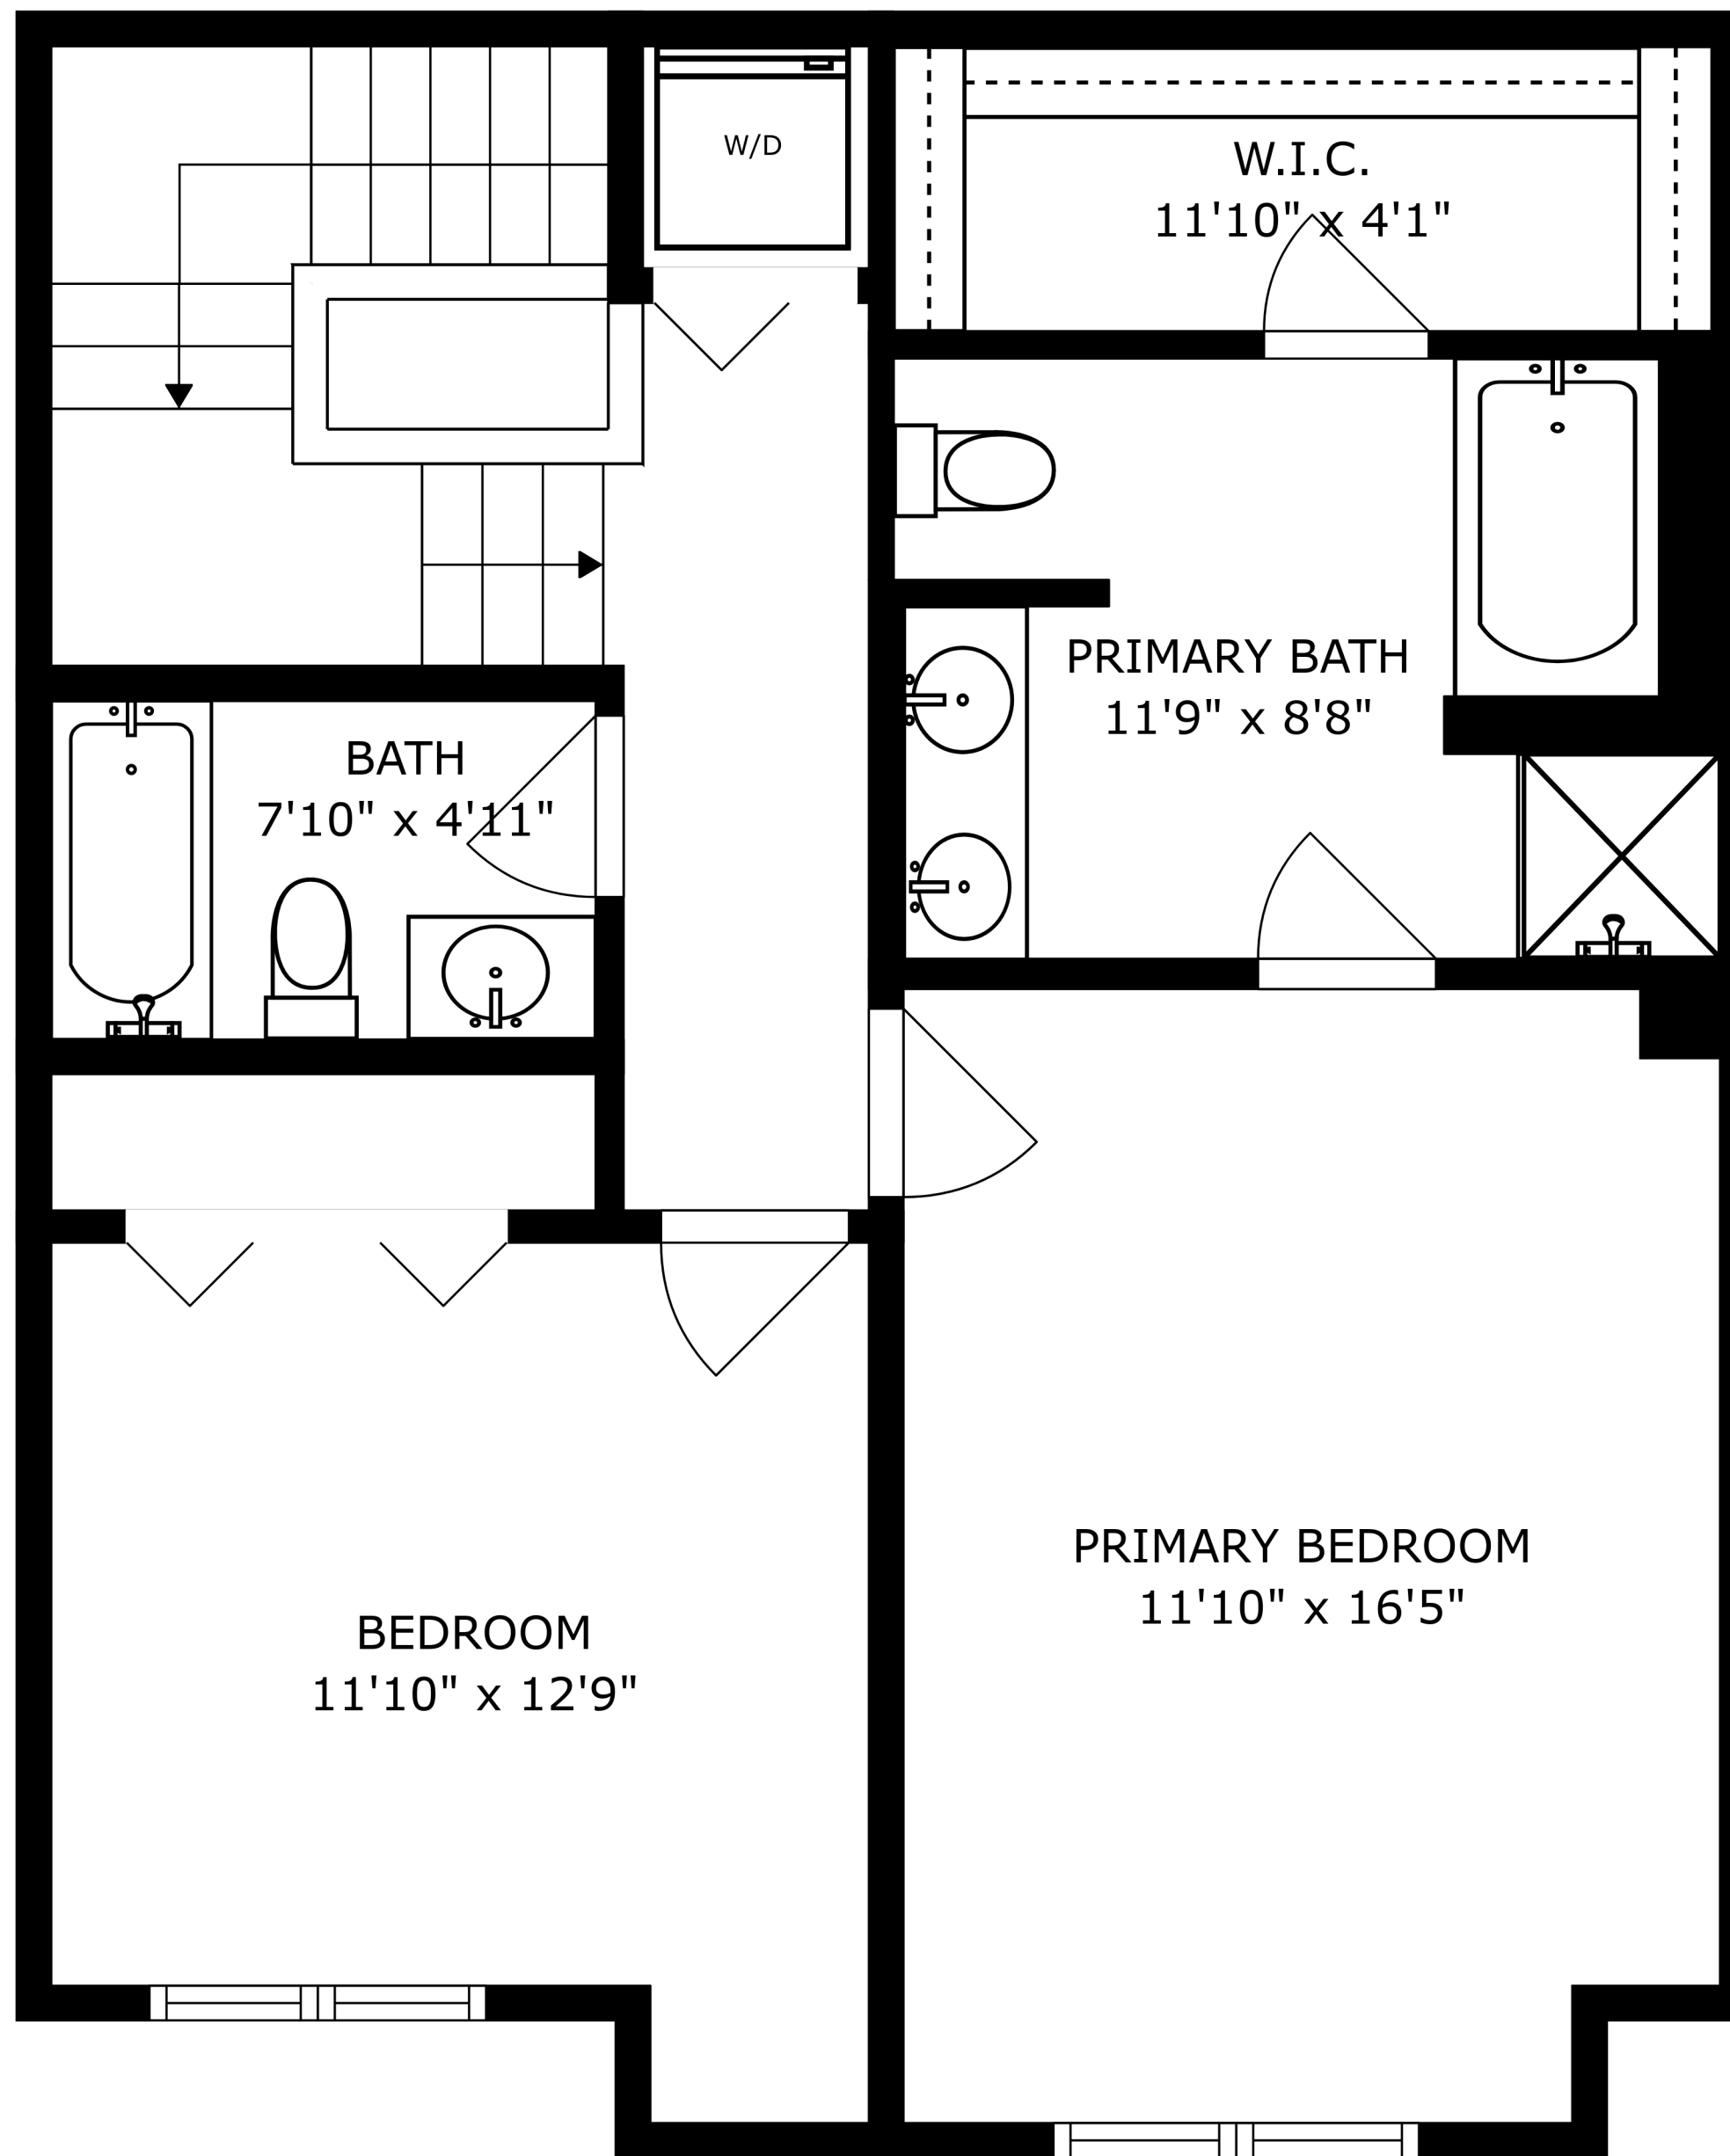 W/D
W.I.C.
11'10" x 4'1"
PRIMARY BATH
11'9" x 8'8"
BATH
7'10" x 4'11"
PRIMARY BEDROOM
11'10" x 16'5"
BEDROOM
11'10" x 12'9"